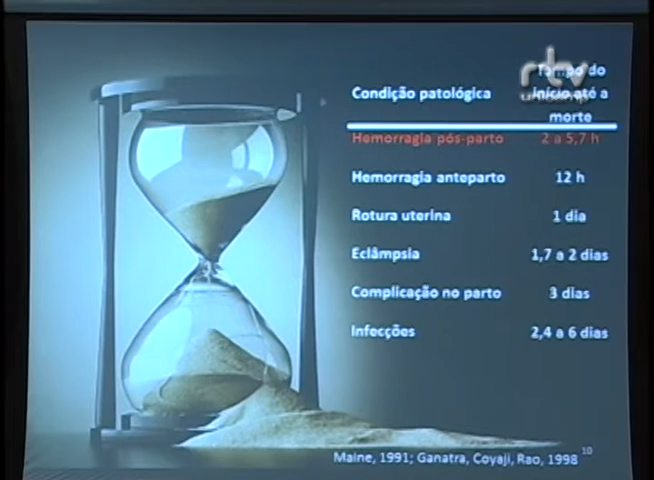 rtv
unicamp
Condição patológica
Tempo do
início até a
morte
Hemorragia pós-parto 2 a 5,7 h
Hemorragia anteparto 12 h
Rotura uterina 1 dia
Eclâmpsia 1,7 a 2 dias
Complicação no parto 3 dias
Infecções 2,4 a 6 dias
Maine, 1991; Ganatra, Coyaji, Rao, 1998 10